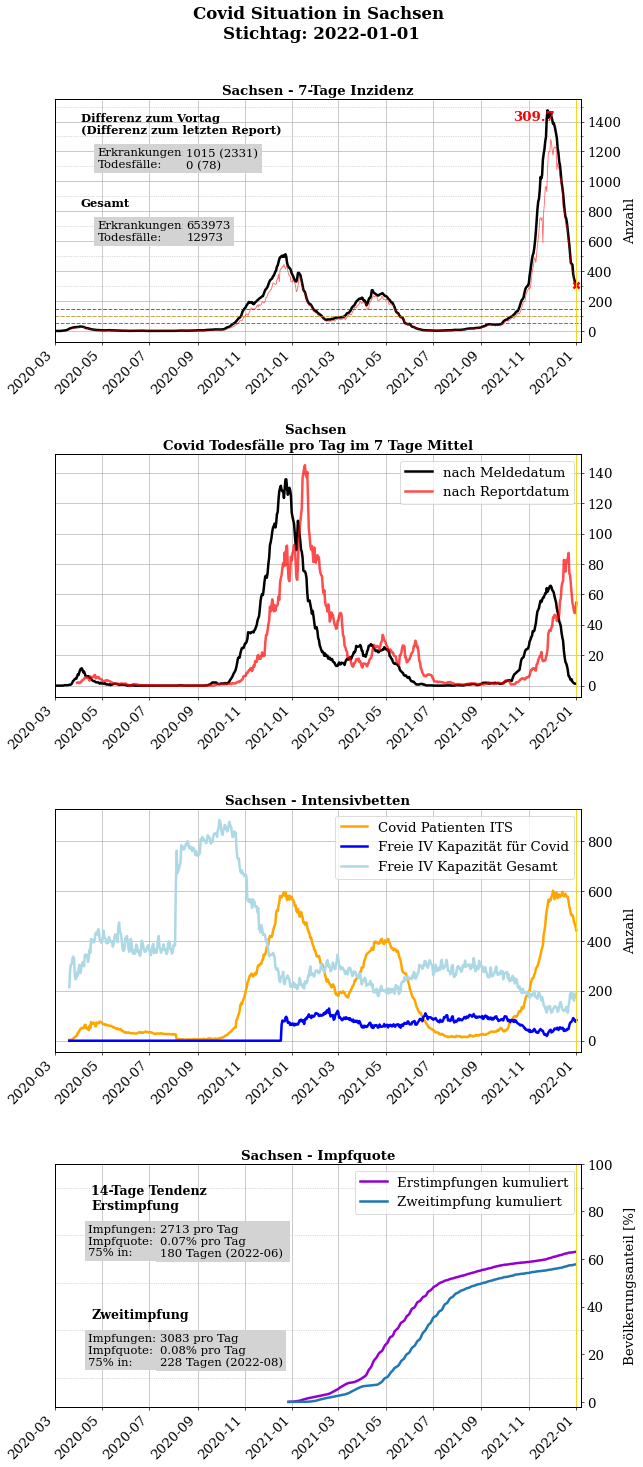 Covid Situation in Sachsen
Stichtag: 2022-01-01
Sachsen - 7-Tage Inzidenz
Differenz zum Vortag
(Differenz zum letzten Report)
Erkrankungen 1015 (2331)
Todesfälle: 0 (78)
Gesamt
Erkrankungen 653973
Todesfälle: 12973
309.7
1400
1200
1000
800
600
400
200
0
Anzahl
2020-03 2020-05 2020-07 2020-09 2020-11 2021-01 2021-03 2021-05 2021-07 2021-09 2021-11 2022-01
Sachsen
Covid Todesfälle pro Tag im 7 Tage Mittel
nach Meldedatum
nach Reportdatum
140
120
100
80
60
40
20
0
2020-03 2020-05 2020-07 2020-09 2020-11 2021-01 2021-03 2021-05 2021-07 2021-09 2021-11 2022-01
Sachsen - Intensivbetten
Covid Patienten ITS
Freie IV Kapazität für Covid
Freie IV Kapazität Gesamt
800
600
400
200
0
Anzahl
2020-03 2020-05 2020-07 2020-09 2020-11 2021-01 2021-03 2021-05 2021-07 2021-09 2021-11 2022-01
Sachsen - Impfquote
14-Tage Tendenz
Erstimpfung
Impfungen: 2713 pro Tag
Impfquote: 0.07% pro Tag
75% in: 180 Tagen (2022-06)
Zweitimpfung
Impfungen: 3083 pro Tag
Impfquote: 0.08% pro Tag
75% in: 228 Tagen (2022-08)
Erstimpfungen kumuliert
Zweitimpfung kumuliert
100
80
60
40
20
0
Bevölkerungsanteil [%]
2020-03 2020-05 2020-07 2020-09 2020-11 2021-01 2021-03 2021-05 2021-07 2021-09 2021-11 2022-01